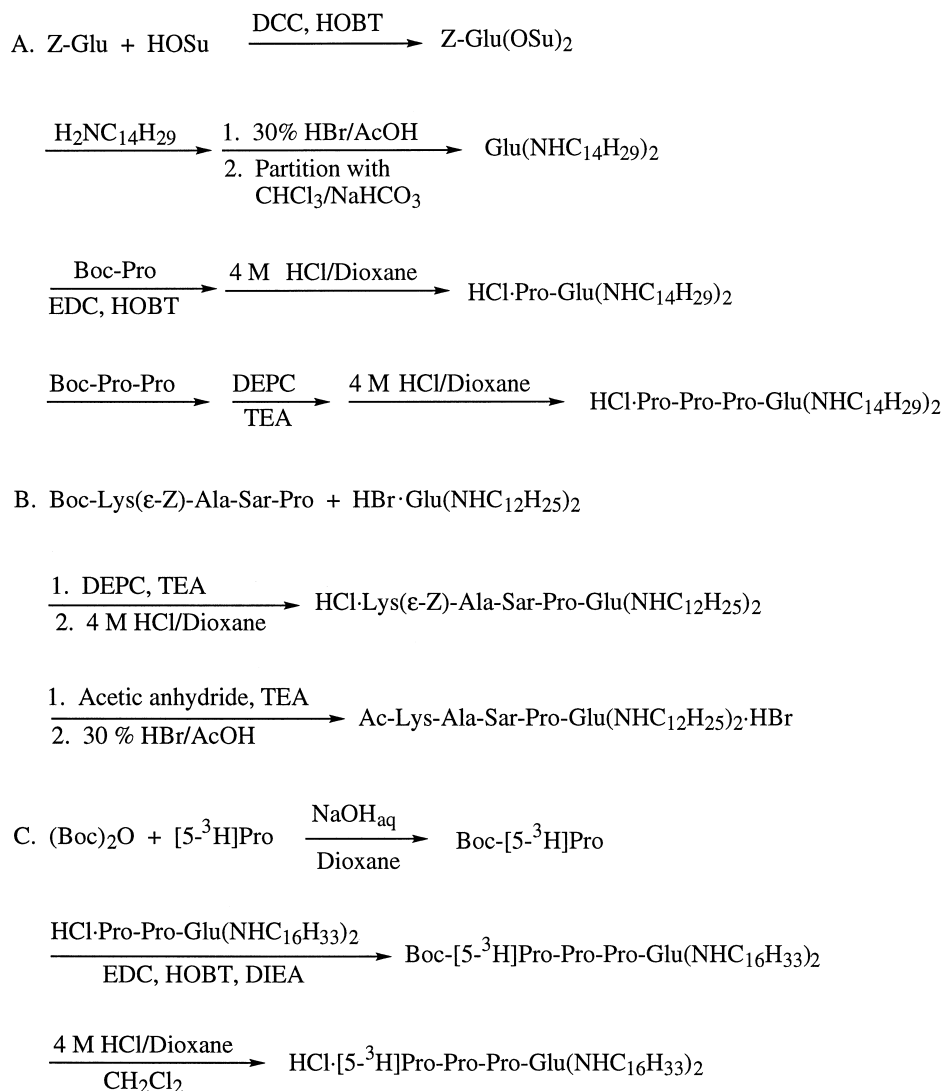 A. Z-Glu + HOSu DCC, HOBT Z-Glu(OSu)2
H2NC14H29 1. 30% HBr/AcOH Glu(NHC14H29)2
2. Partition with
CHCl3/NaHCO3
Boc-Pro 4 M HCl/Dioxane HCl·Pro-Glu(NHC14H29)2
EDC, HOBT
Boc-Pro-Pro DEPC 4 M HCl/Dioxane HCl·Pro-Pro-Pro-Glu(NHC14H29)2
TEA
B. Boc-Lys(ε-Z)-Ala-Sar-Pro + HBr·Glu(NHC12H25)2
1. DEPC, TEA HCl·Lys(ε-Z)-Ala-Sar-Pro-Glu(NHC12H25)2
2. 4 M HCl/Dioxane
1. Acetic anhydride, TEA Ac-Lys-Ala-Sar-Pro-Glu(NHC12H25)2·HBr
2. 30 % HBr/AcOH
C. (Boc)2O + [5-3H]Pro NaOHaq Boc-[5-3H]Pro
Dioxane
HCl·Pro-Pro-Glu(NHC16H33)2 Boc-[5-3H]Pro-Pro-Pro-Glu(NHC16H33)2
EDC, HOBT, DIEA
4 M HCl/Dioxane HCl·[5-3H]Pro-Pro-Pro-Glu(NHC16H33)2
CH2Cl2